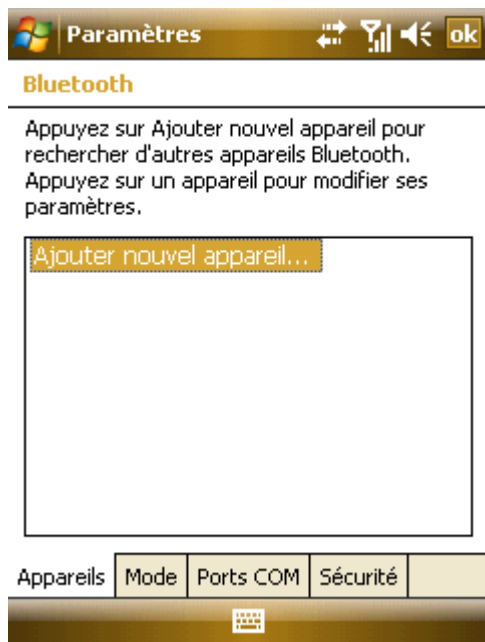 Paramètres ok
Bluetooth
Appuyez sur Ajouter nouvel appareil pour
rechercher d'autres appareils Bluetooth.
Appuyez sur un appareil pour modifier ses
paramètres.
Ajouter nouvel appareil...
Appareils Mode Ports COM Sécurité